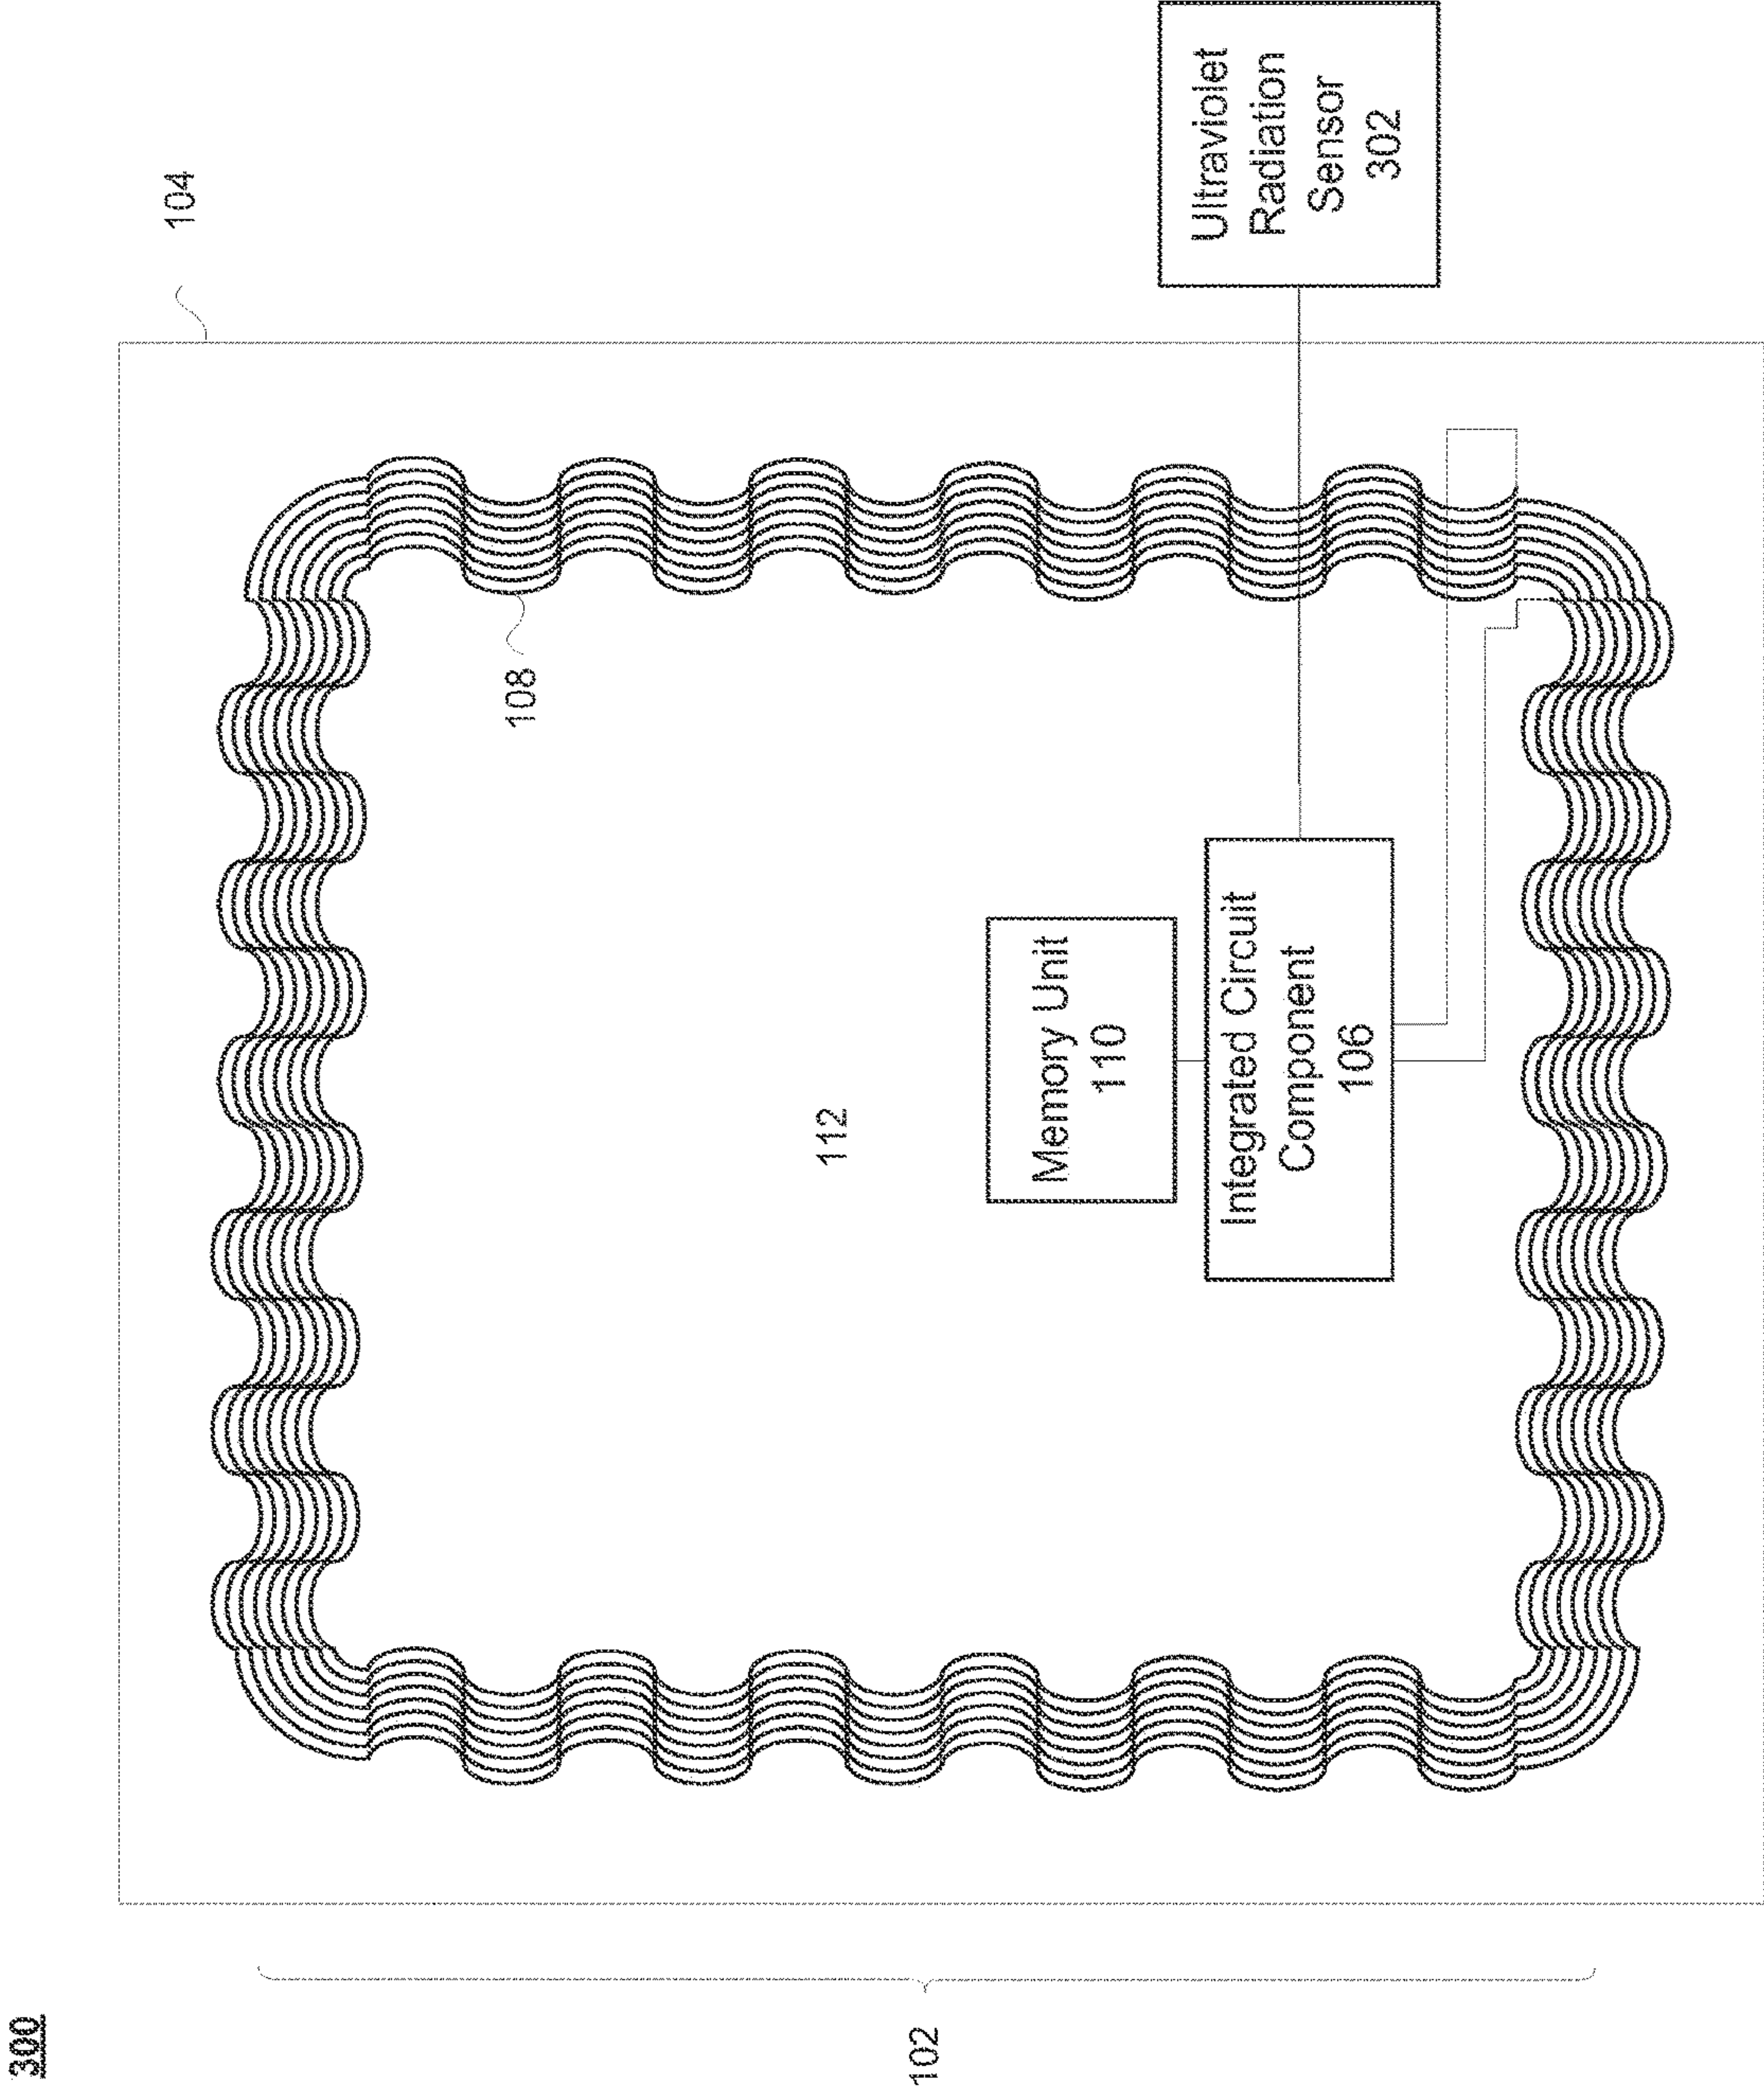 300
102
104
108
112
Memory Unit
110
Integrated Circuit
Component
106
Ultraviolet
Radiation
Sensor
302